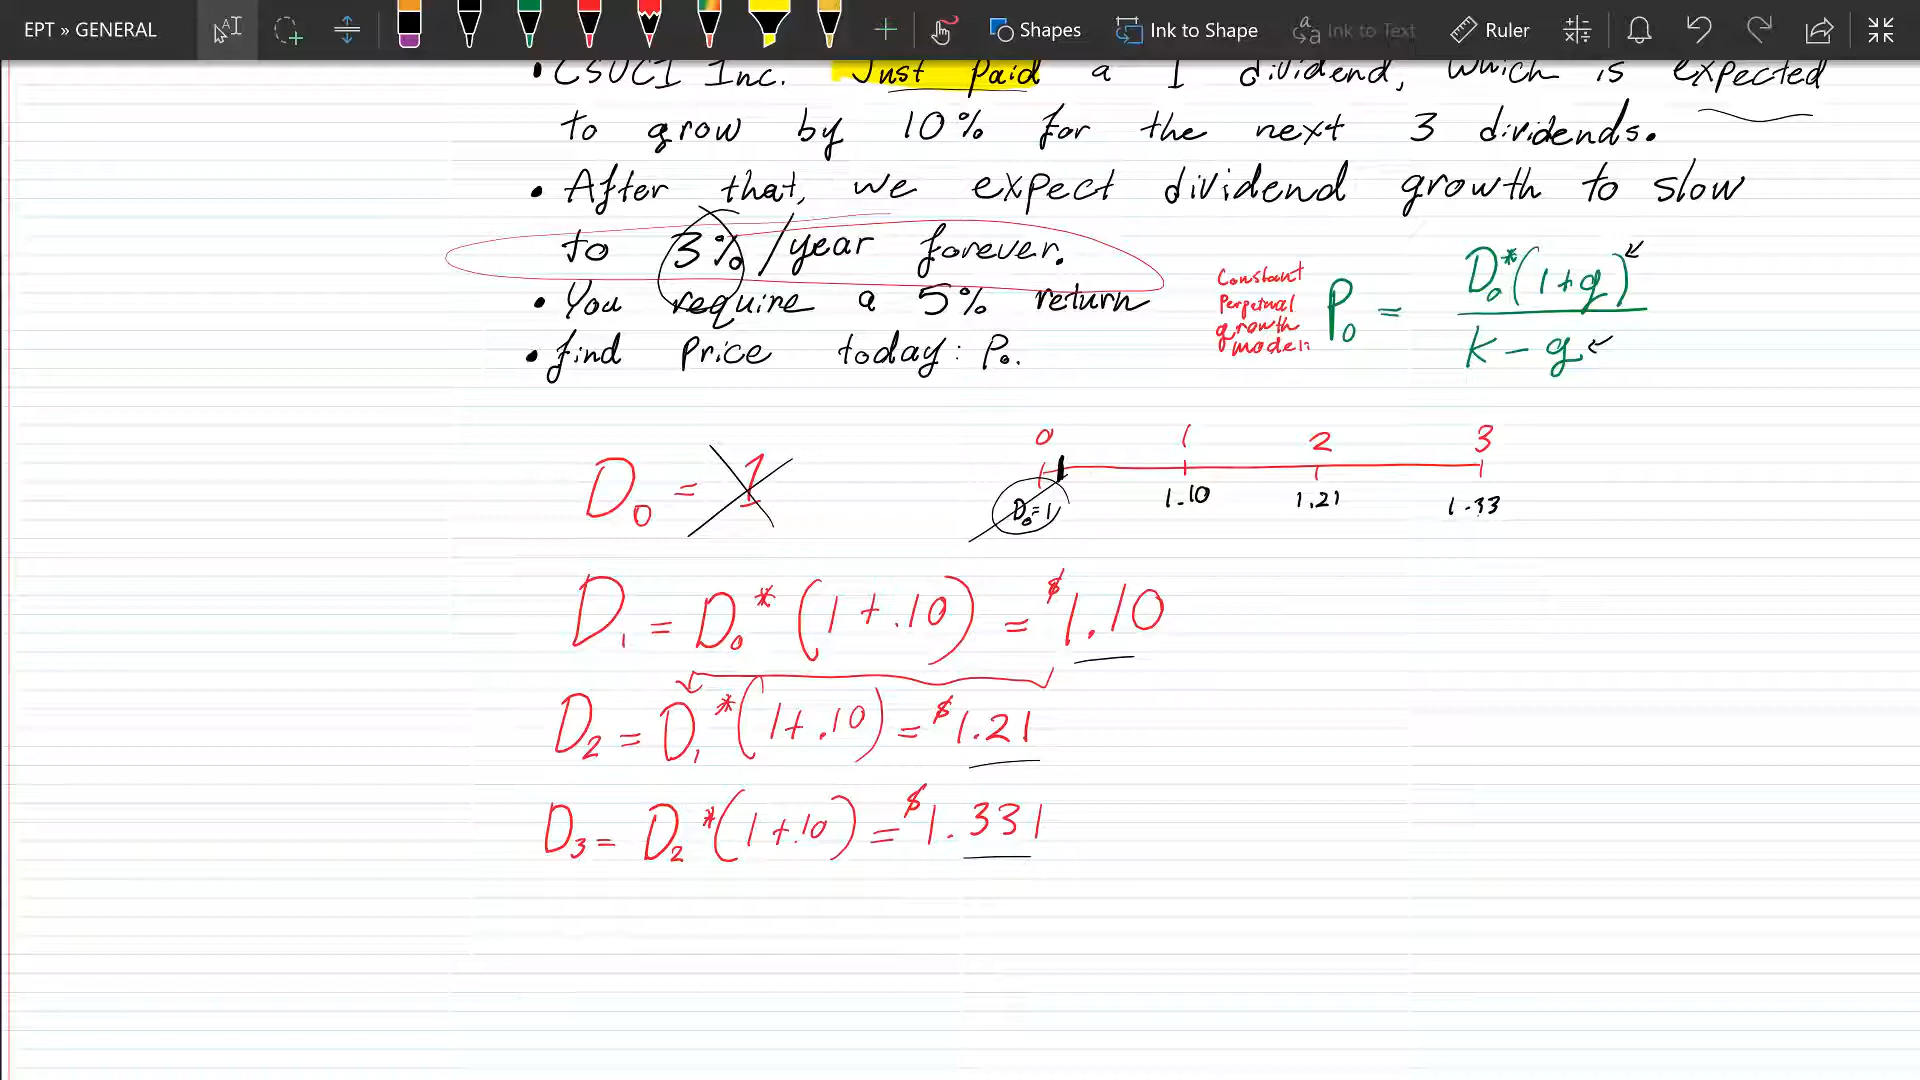 EPT » GENERAL
Shapes
Ink to Shape
Ink to Text
Ruler
• CSUCI Inc. Just paid a 1 dividend, which is expected
to grow by 10% for the next 3 dividends.
• After that, we expect dividend growth to slow
to 3% /year forever.
• You require a 5% return
• find Price today: P₀.
Constant
Perpetual
growth
model:
P₀ = D₀*(1+g) / K - g
0 1 2 3
D₀=1 1.10 1.21 1.33
D₀ = 1
D₁ = D₀* (1+.10) = $1.10
D₂ = D₁*(1+.10) = $1.21
D₃ = D₂*(1+.10) = $1.331